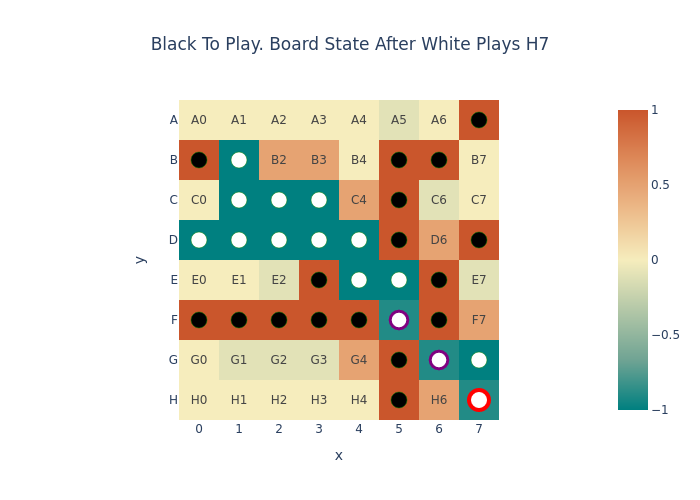 Black To Play. Board State After White Plays H7
A A0 A1 A2 A3 A4 A5 A6 1
B B2 B3 B4 B7
C C0 C4 C6 C7 0.5
D D6
y E E0 E1 E2 E7 0
F F7 −0.5
G G0 G1 G2 G3 G4
H H0 H1 H2 H3 H4 H6 −1
0 1 2 3 4 5 6 7
x